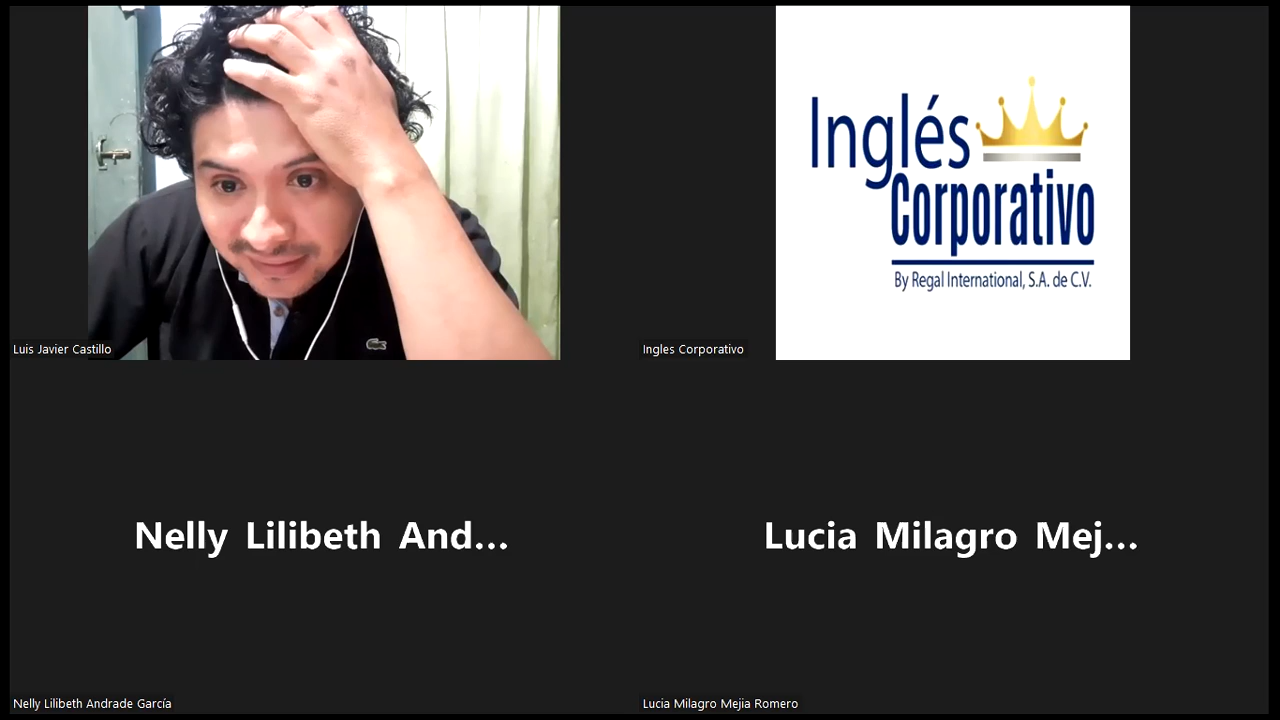 Inglés
Corporativo
By Regal International, S.A. de C.V.
Luis Javier Castillo
Ingles Corporativo
Nelly Lilibeth And...
Lucia Milagro Mej...
Nelly Lilibeth Andrade García
Lucia Milagro Mejia Romero